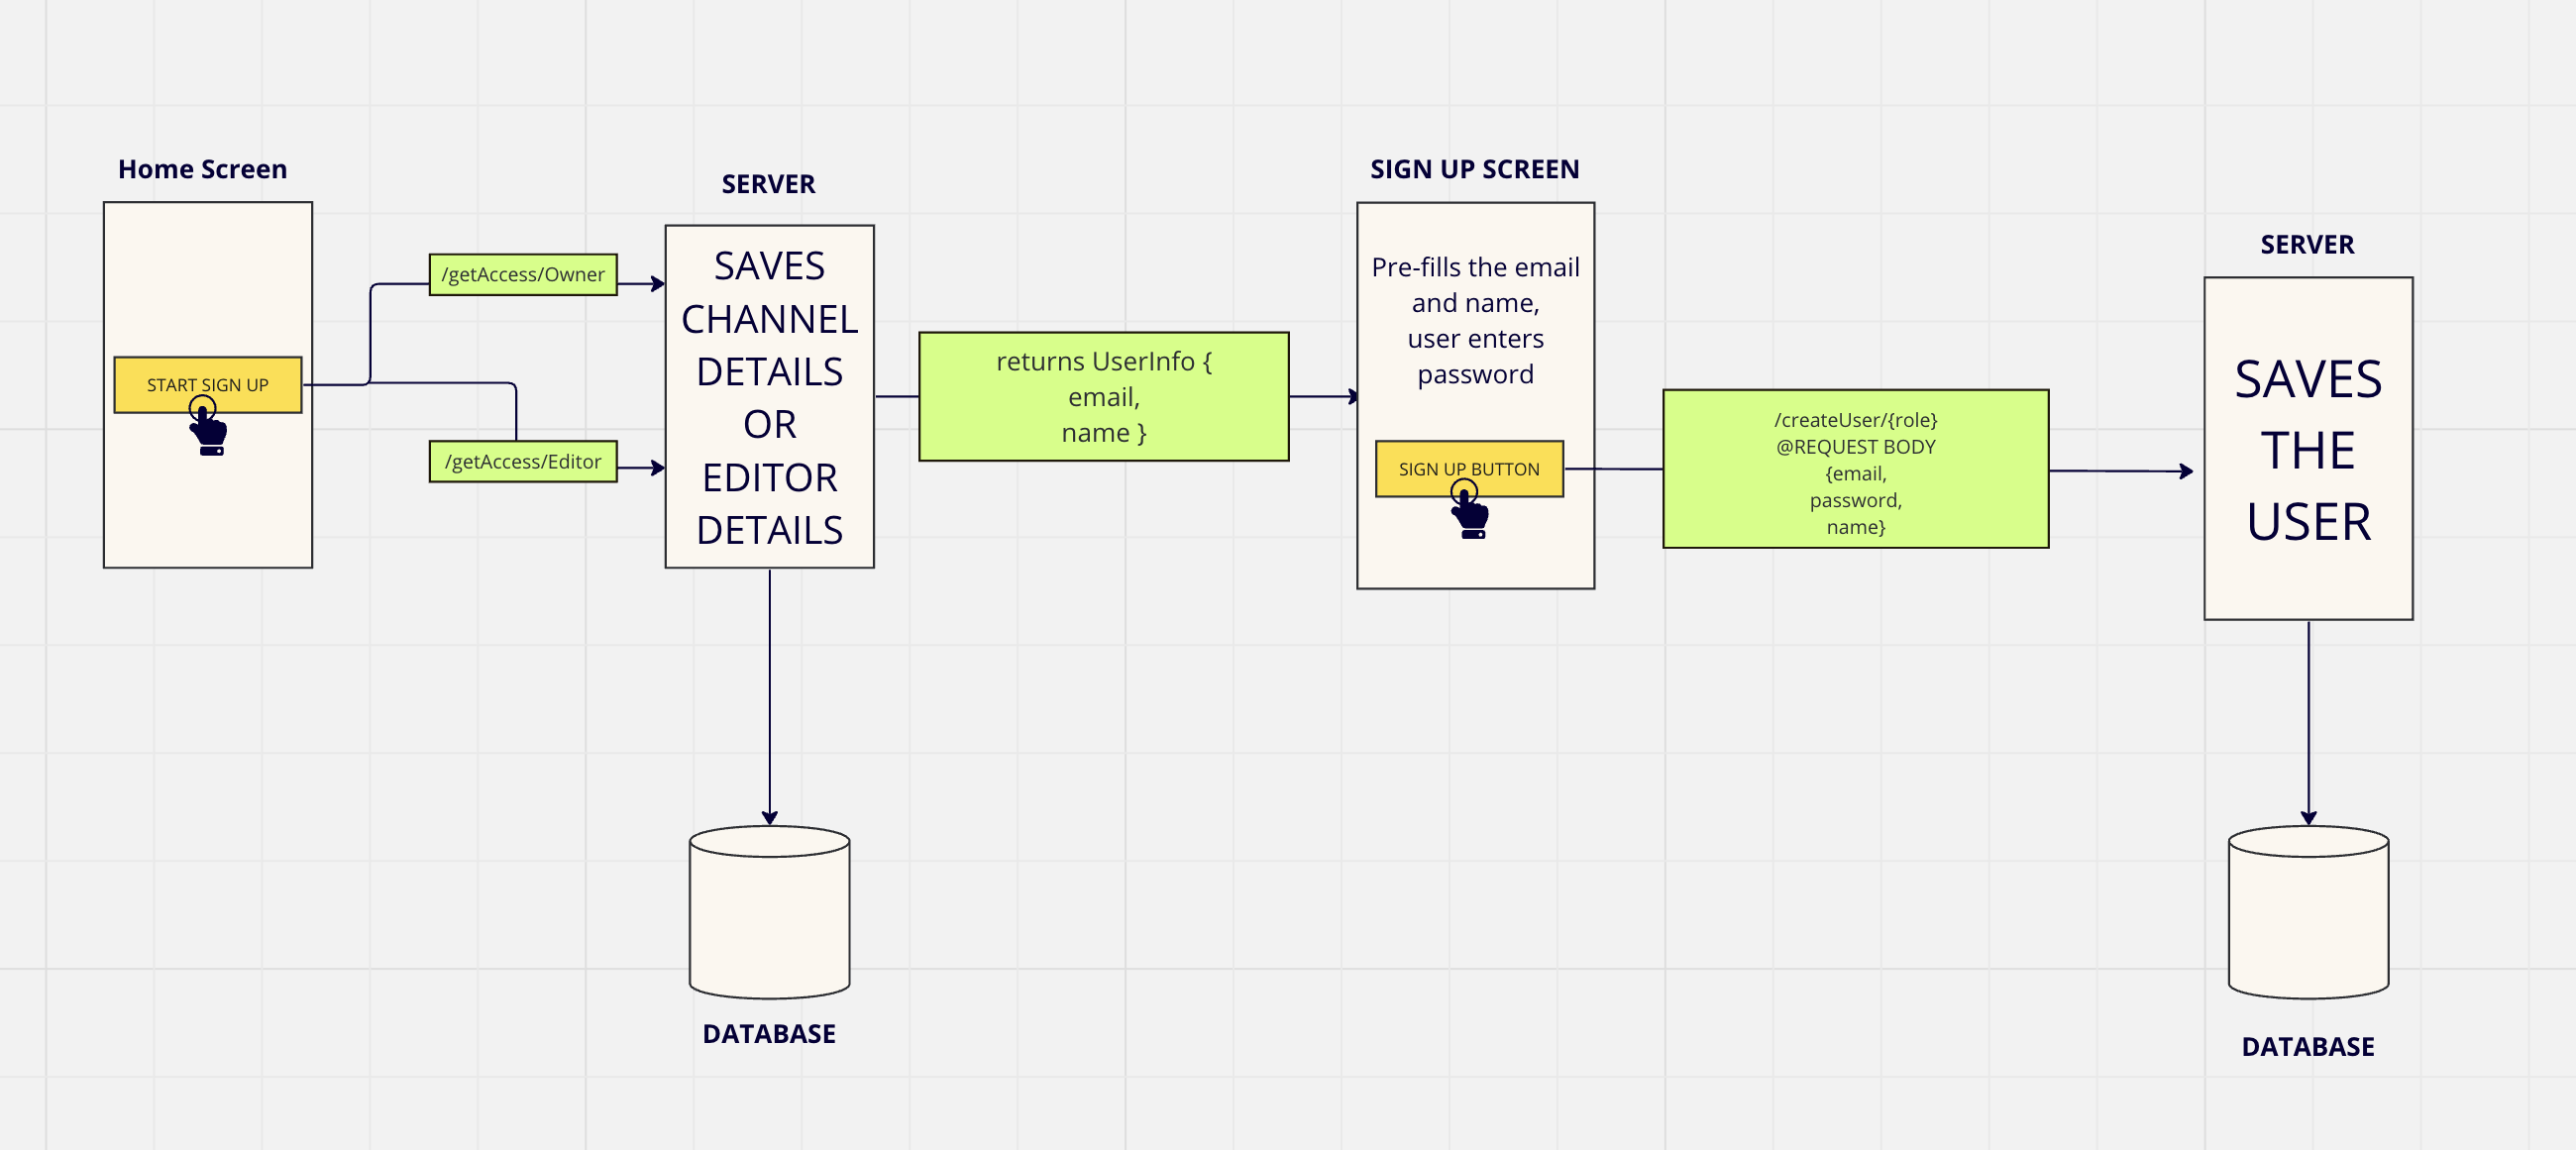 Home Screen
START SIGN UP
/getAccess/Owner
/getAccess/Editor
SERVER
SAVES
CHANNEL
DETAILS
OR
EDITOR
DETAILS
DATABASE
returns UserInfo {
email,
name }
SIGN UP SCREEN
Pre-fills the email
and name,
user enters
password
SIGN UP BUTTON
/createUser/{role}
@REQUEST BODY
{email,
password,
name}
SERVER
SAVES
THE
USER
DATABASE